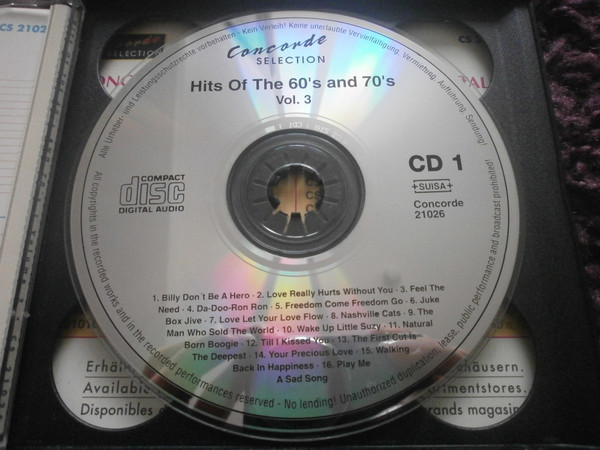 CS 2102
Concorde
SELECTION
Alle Urheber- und Leistungsschutzrechte vorbehalten - Kein Verleih! Keine unerlaubte Vervielfältigung, Vermietung, Aufführung, Sendung!
Concorde
SELECTION
Hits Of The 60's and 70's
Vol. 3
COMPACT
disc
DIGITAL AUDIO
CD 1
SUISA
Concorde
21026
1. Billy Don´t Be A Hero · 2. Love Really Hurts Without You · 3. Feel The
Need · 4. Da-Doo-Ron Ron · 5. Freedom Come Freedom Go · 6. Juke
Box Jive · 7. Love Let Your Love Flow · 8. Nashville Cats · 9. The
Man Who Sold The World · 10. Wake Up Little Suzy · 11. Natural
Born Boogie · 12. Till I Kissed You · 13. The First Cut Is
The Deepest · 14. Your Precious Love · 15. Walking
Back In Happiness · 16. Play Me
A Sad Song
All copyrights in the recorded works and in the recorded performances reserved - No lending! Unauthorized duplication, lease, public performance and broadcast prohibited!
Available
Disponibles